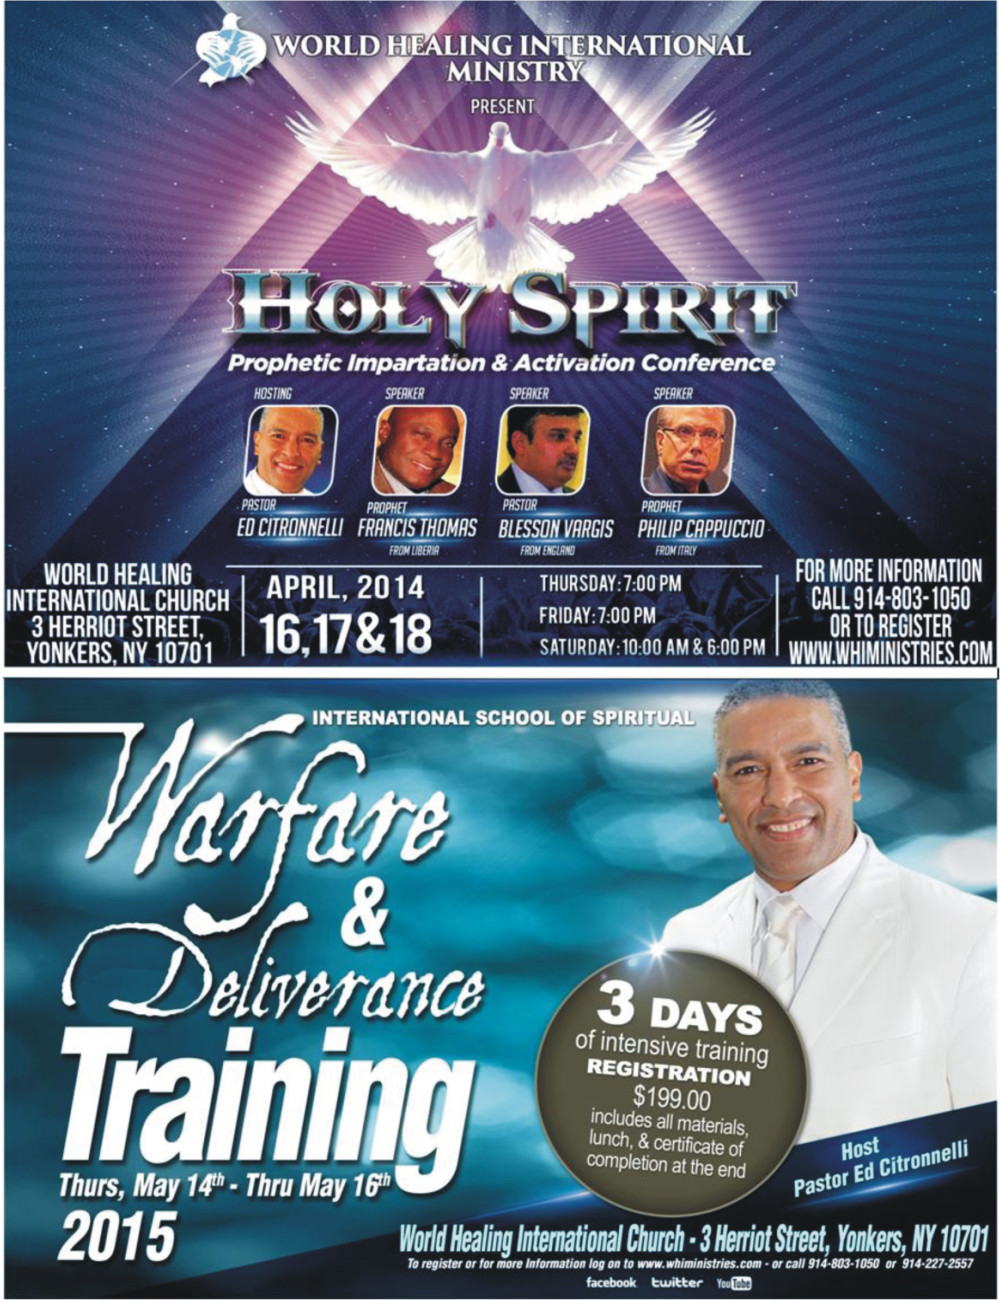 WORLD HEALING INTERNATIONAL
MINISTRY
PRESENT
HOLY SPIRIT
Prophetic Impartation & Activation Conference
HOSTING
SPEAKER
SPEAKER
SPEAKER
PASTOR
ED CITRONNELLI
PROPHET
FRANCIS THOMAS
FROM LIBERIA
PASTOR
BLESSON VARGIS
FROM ENGLAND
PROPHET
PHILIP CAPPUCCIO
FROM ITALY
WORLD HEALING
INTERNATIONAL CHURCH
3 HERRIOT STREET,
YONKERS, NY 10701
APRIL, 2014
16,17&18
THURSDAY:7:00 PM
FRIDAY:7:00 PM
SATURDAY:10:00 AM & 6:00 PM
FOR MORE INFORMATION
CALL 914-803-1050
OR TO REGISTER
WWW.WHIMINISTRIES.COM
INTERNATIONAL SCHOOL OF SPIRITUAL
Warfare
&
Deliverance
Training
Thurs, May 14th - Thru May 16th
2015
3 DAYS
of intensive training
REGISTRATION
$199.00
includes all materials,
lunch, & certificate of
completion at the end
Host
Pastor Ed Citronnelli
World Healing International Church - 3 Herriot Street, Yonkers, NY 10701
To register or for more Information log on to www.whiministries.com - or call 914-803-1050 or 914-227-2557
facebook twitter YouTube